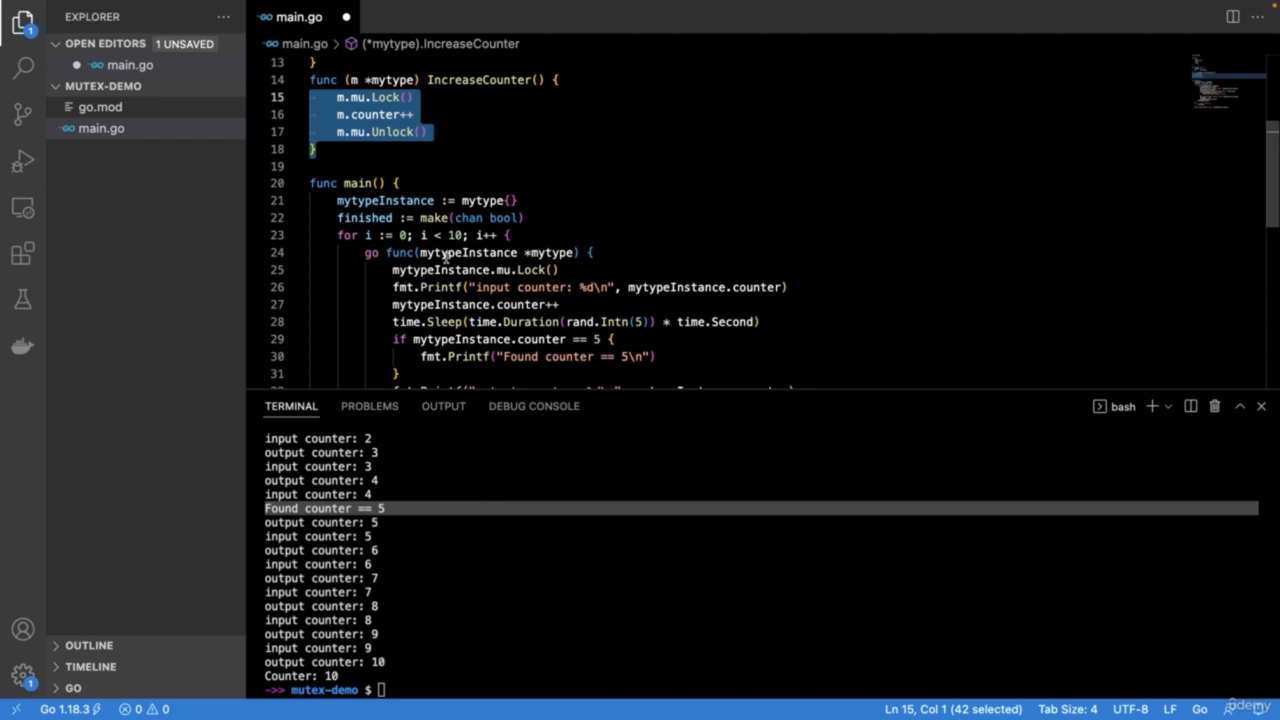 EXPLORER
main.go
OPEN EDITORS 1 UNSAVED
main.go > (*mytype).IncreaseCounter
main.go
MUTEX-DEMO
go.mod
main.go
13 }
14 func (m *mytype) IncreaseCounter() {
15 m.mu.Lock()
16 m.counter++
17 m.mu.Unlock()
18 }
19
20 func main() {
21 mytypeInstance := mytype{}
22 finished := make(chan bool)
23 for i := 0; i < 10; i++ {
24 go func(mytypeInstance *mytype) {
25 mytypeInstance.mu.Lock()
26 fmt.Printf("input counter: %d\n", mytypeInstance.counter)
27 mytypeInstance.counter++
28 time.Sleep(time.Duration(rand.Intn(5)) * time.Second)
29 if mytypeInstance.counter == 5 {
30 fmt.Printf("Found counter == 5\n")
31 }
TERMINAL PROBLEMS OUTPUT DEBUG CONSOLE bash
input counter: 2
output counter: 3
input counter: 3
output counter: 4
input counter: 4
Found counter == 5
output counter: 5
input counter: 5
output counter: 6
input counter: 6
output counter: 7
input counter: 7
output counter: 8
input counter: 8
output counter: 9
input counter: 9
output counter: 10
Counter: 10
->> mutex-demo $
OUTLINE
TIMELINE
GO
1
1
Go 1.18.3 0 0 Ln 15, Col 1 (42 selected) Tab Size: 4 UTF-8 LF Go
ûdemy